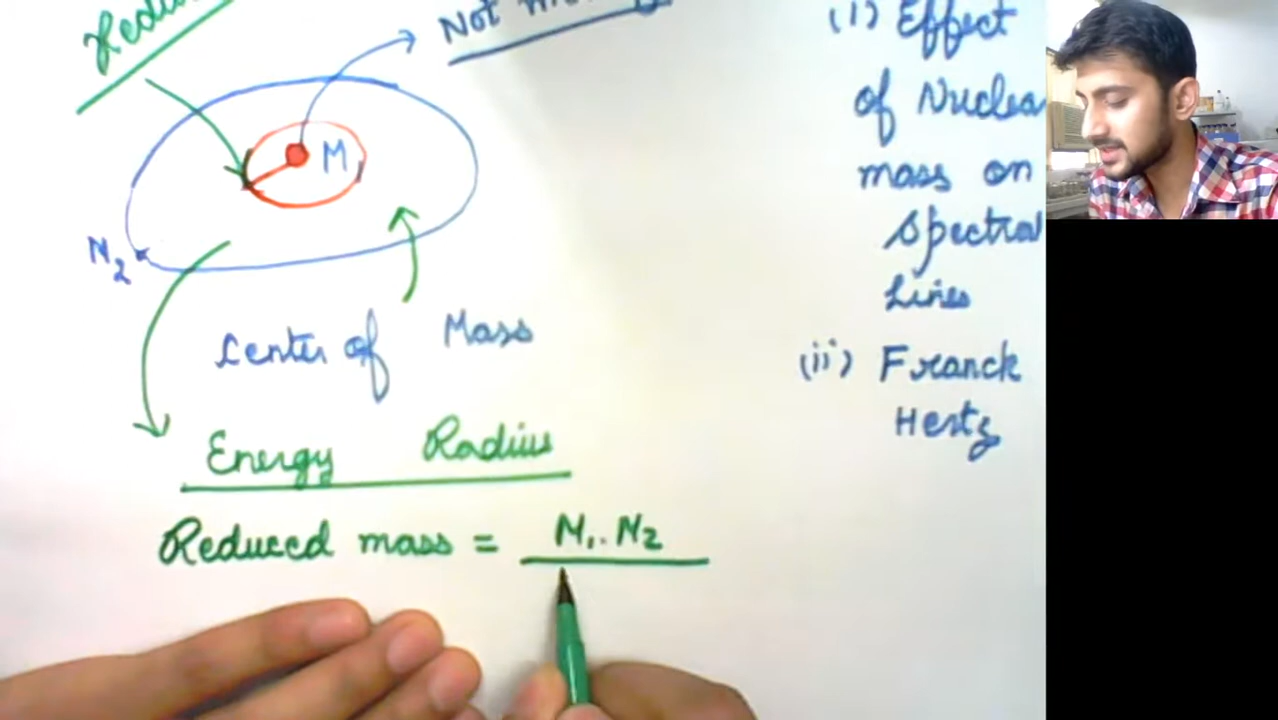 Not
M
N2
Center of Mass
Energy Radius
Reduced mass = M1. M2
(i) Effect
of Nuclea
mass on
spectral
Lines
(ii) Franck
Hertz